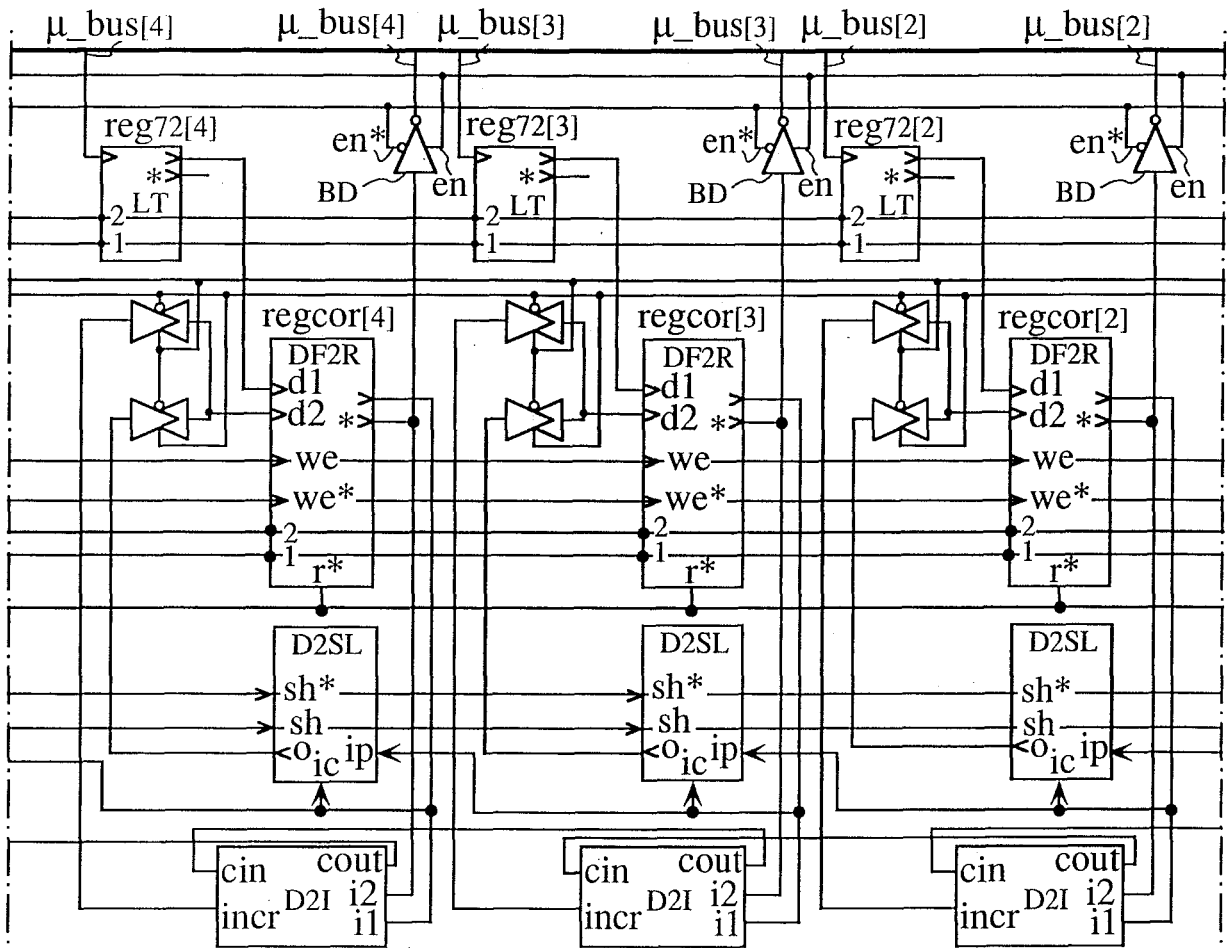 μ_bus[4] μ_bus[4] μ_bus[3] μ_bus[3] μ_bus[2] μ_bus[2]
reg72[4] en* reg72[3] en* reg72[2] en*
* BD en * BD en * BD en
LT LT LT
2 2 2
1 1 1
regcor[4] regcor[3] regcor[2]
DF2R DF2R DF2R
d1 d1 d1
d2 * d2 * d2 *
we we we
we* we* we*
2 2 2
1 1 1
r* r* r*
D2SL D2SL D2SL
sh* sh* sh*
sh sh sh
o ic ip o ic ip o ic ip
cin cout cin cout cin cout
D2I i2 D2I i2 D2I i2
incr i1 incr i1 incr i1